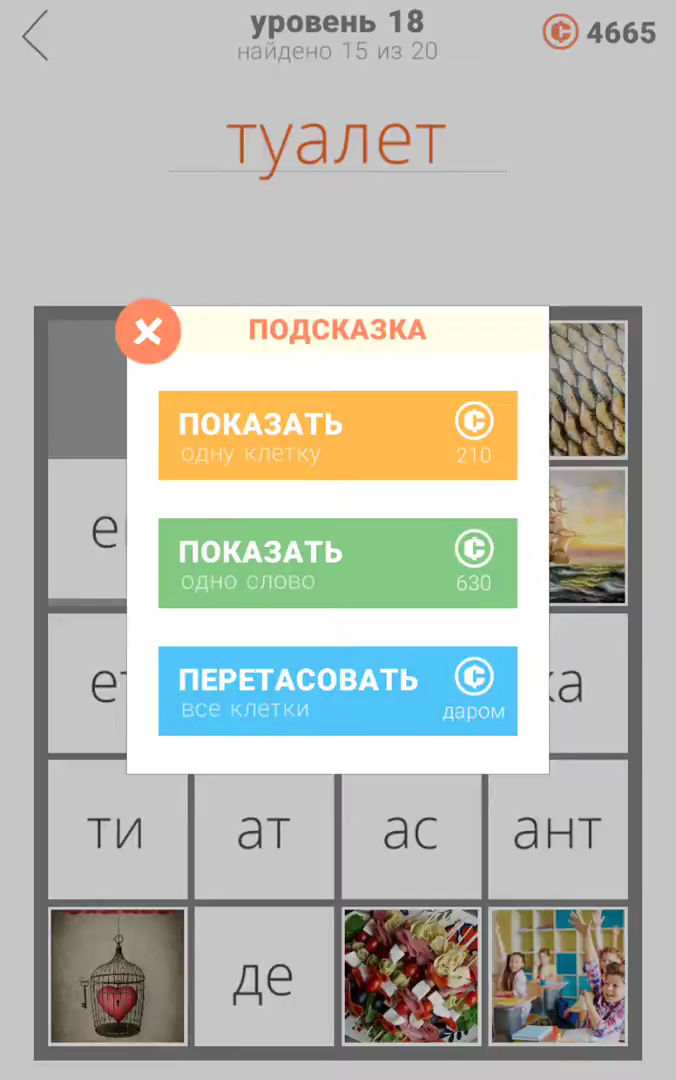 уровень 18
найдено 15 из 20
4665
туалет
ПОДСКАЗКА
ПОКАЗАТЬ
одну клетку
210
ПОКАЗАТЬ
одно слово
630
ПЕРЕТАСОВАТЬ
все клетки
даром
ти
ат
ас
ант
де